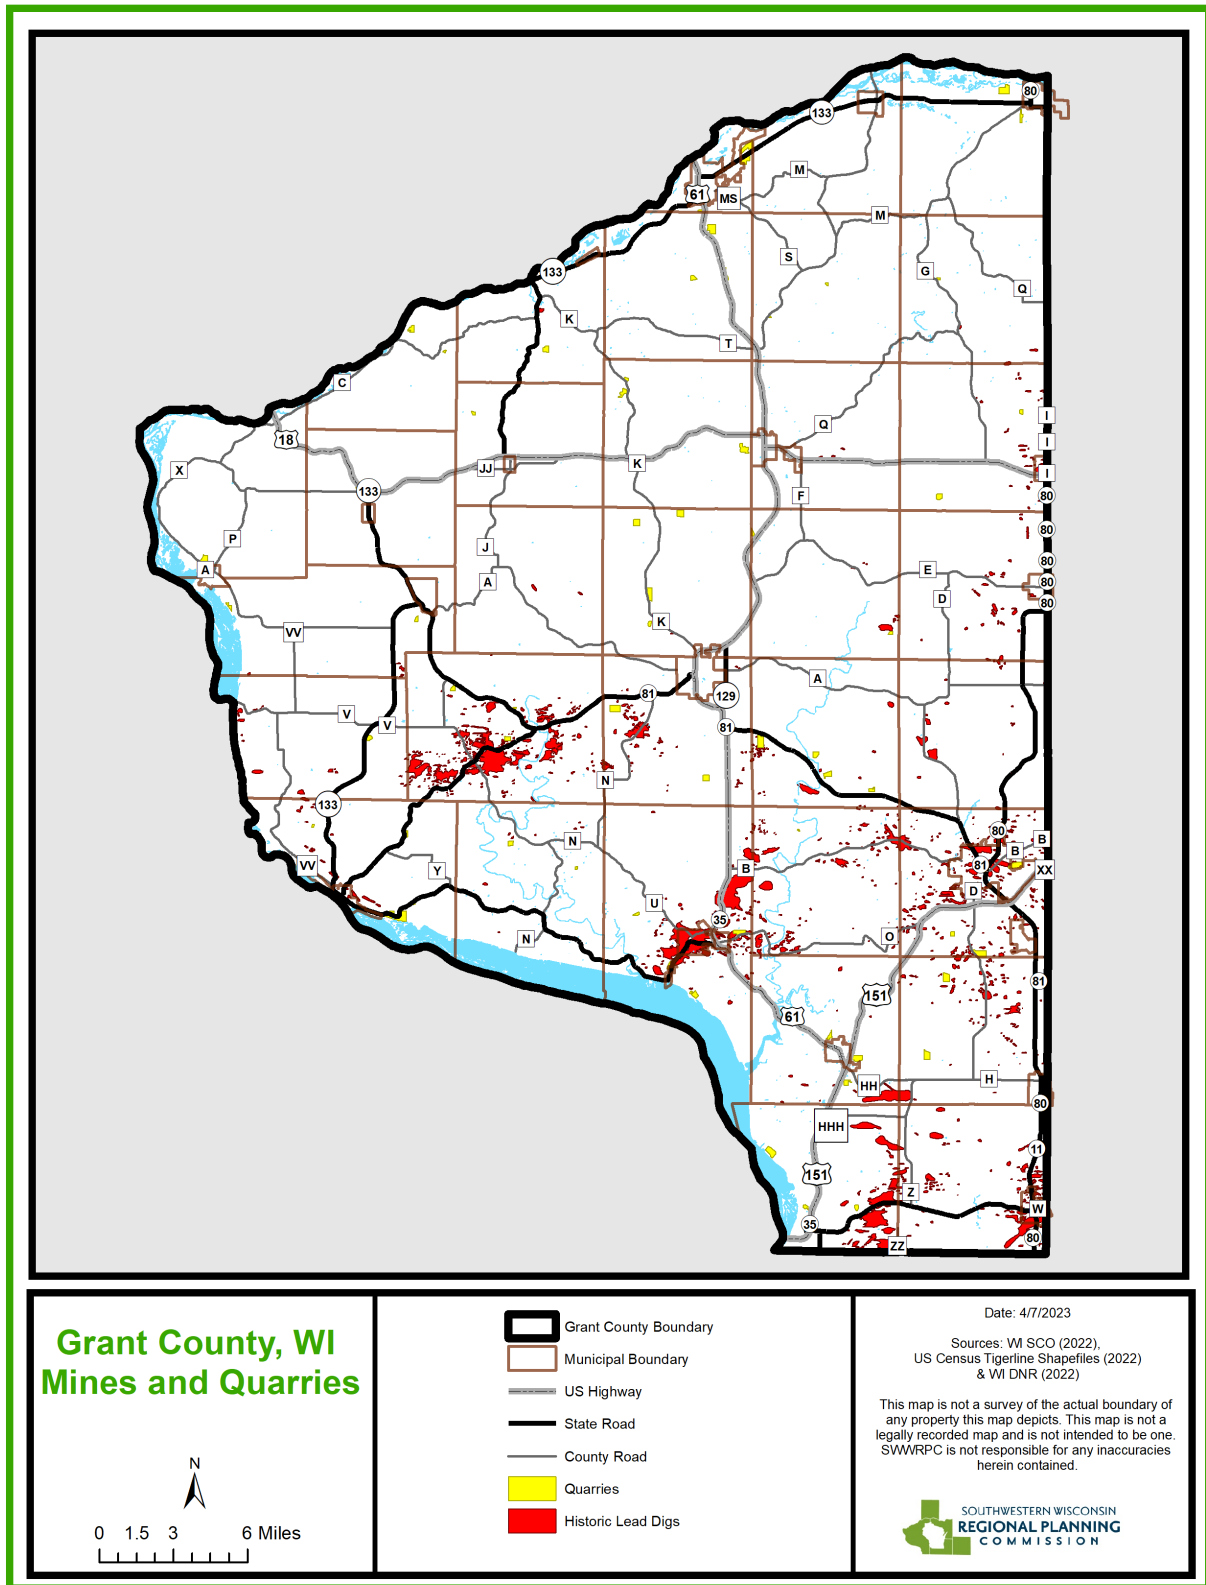 80
133
M
61
MS
M
S
133
G
Q
K
T
C
I
Q
I
18
K
X
JJ
I
133
F
80
80
P
J
80
A
E
A
80
D
80
K
VV
A
81
129
V
V
81
N
133
80
B
N
B
81
VV
B
Y
XX
D
U
35
O
N
81
151
61
H
HH
80
HHH
11
151
Z
W
35
80
ZZ
Grant County, WI
Mines and Quarries
N
0 1.5 3 6 Miles
Grant County Boundary
Municipal Boundary
US Highway
State Road
County Road
Quarries
Historic Lead Digs
Date: 4/7/2023
Sources: WI SCO (2022),
US Census Tigerline Shapefiles (2022)
& WI DNR (2022)
This map is not a survey of the actual boundary of
any property this map depicts. This map is not a
legally recorded map and is not intended to be one.
SWWRPC is not responsible for any inaccuracies
herein contained.
SOUTHWESTERN WISCONSIN
REGIONAL PLANNING
COMMISSION